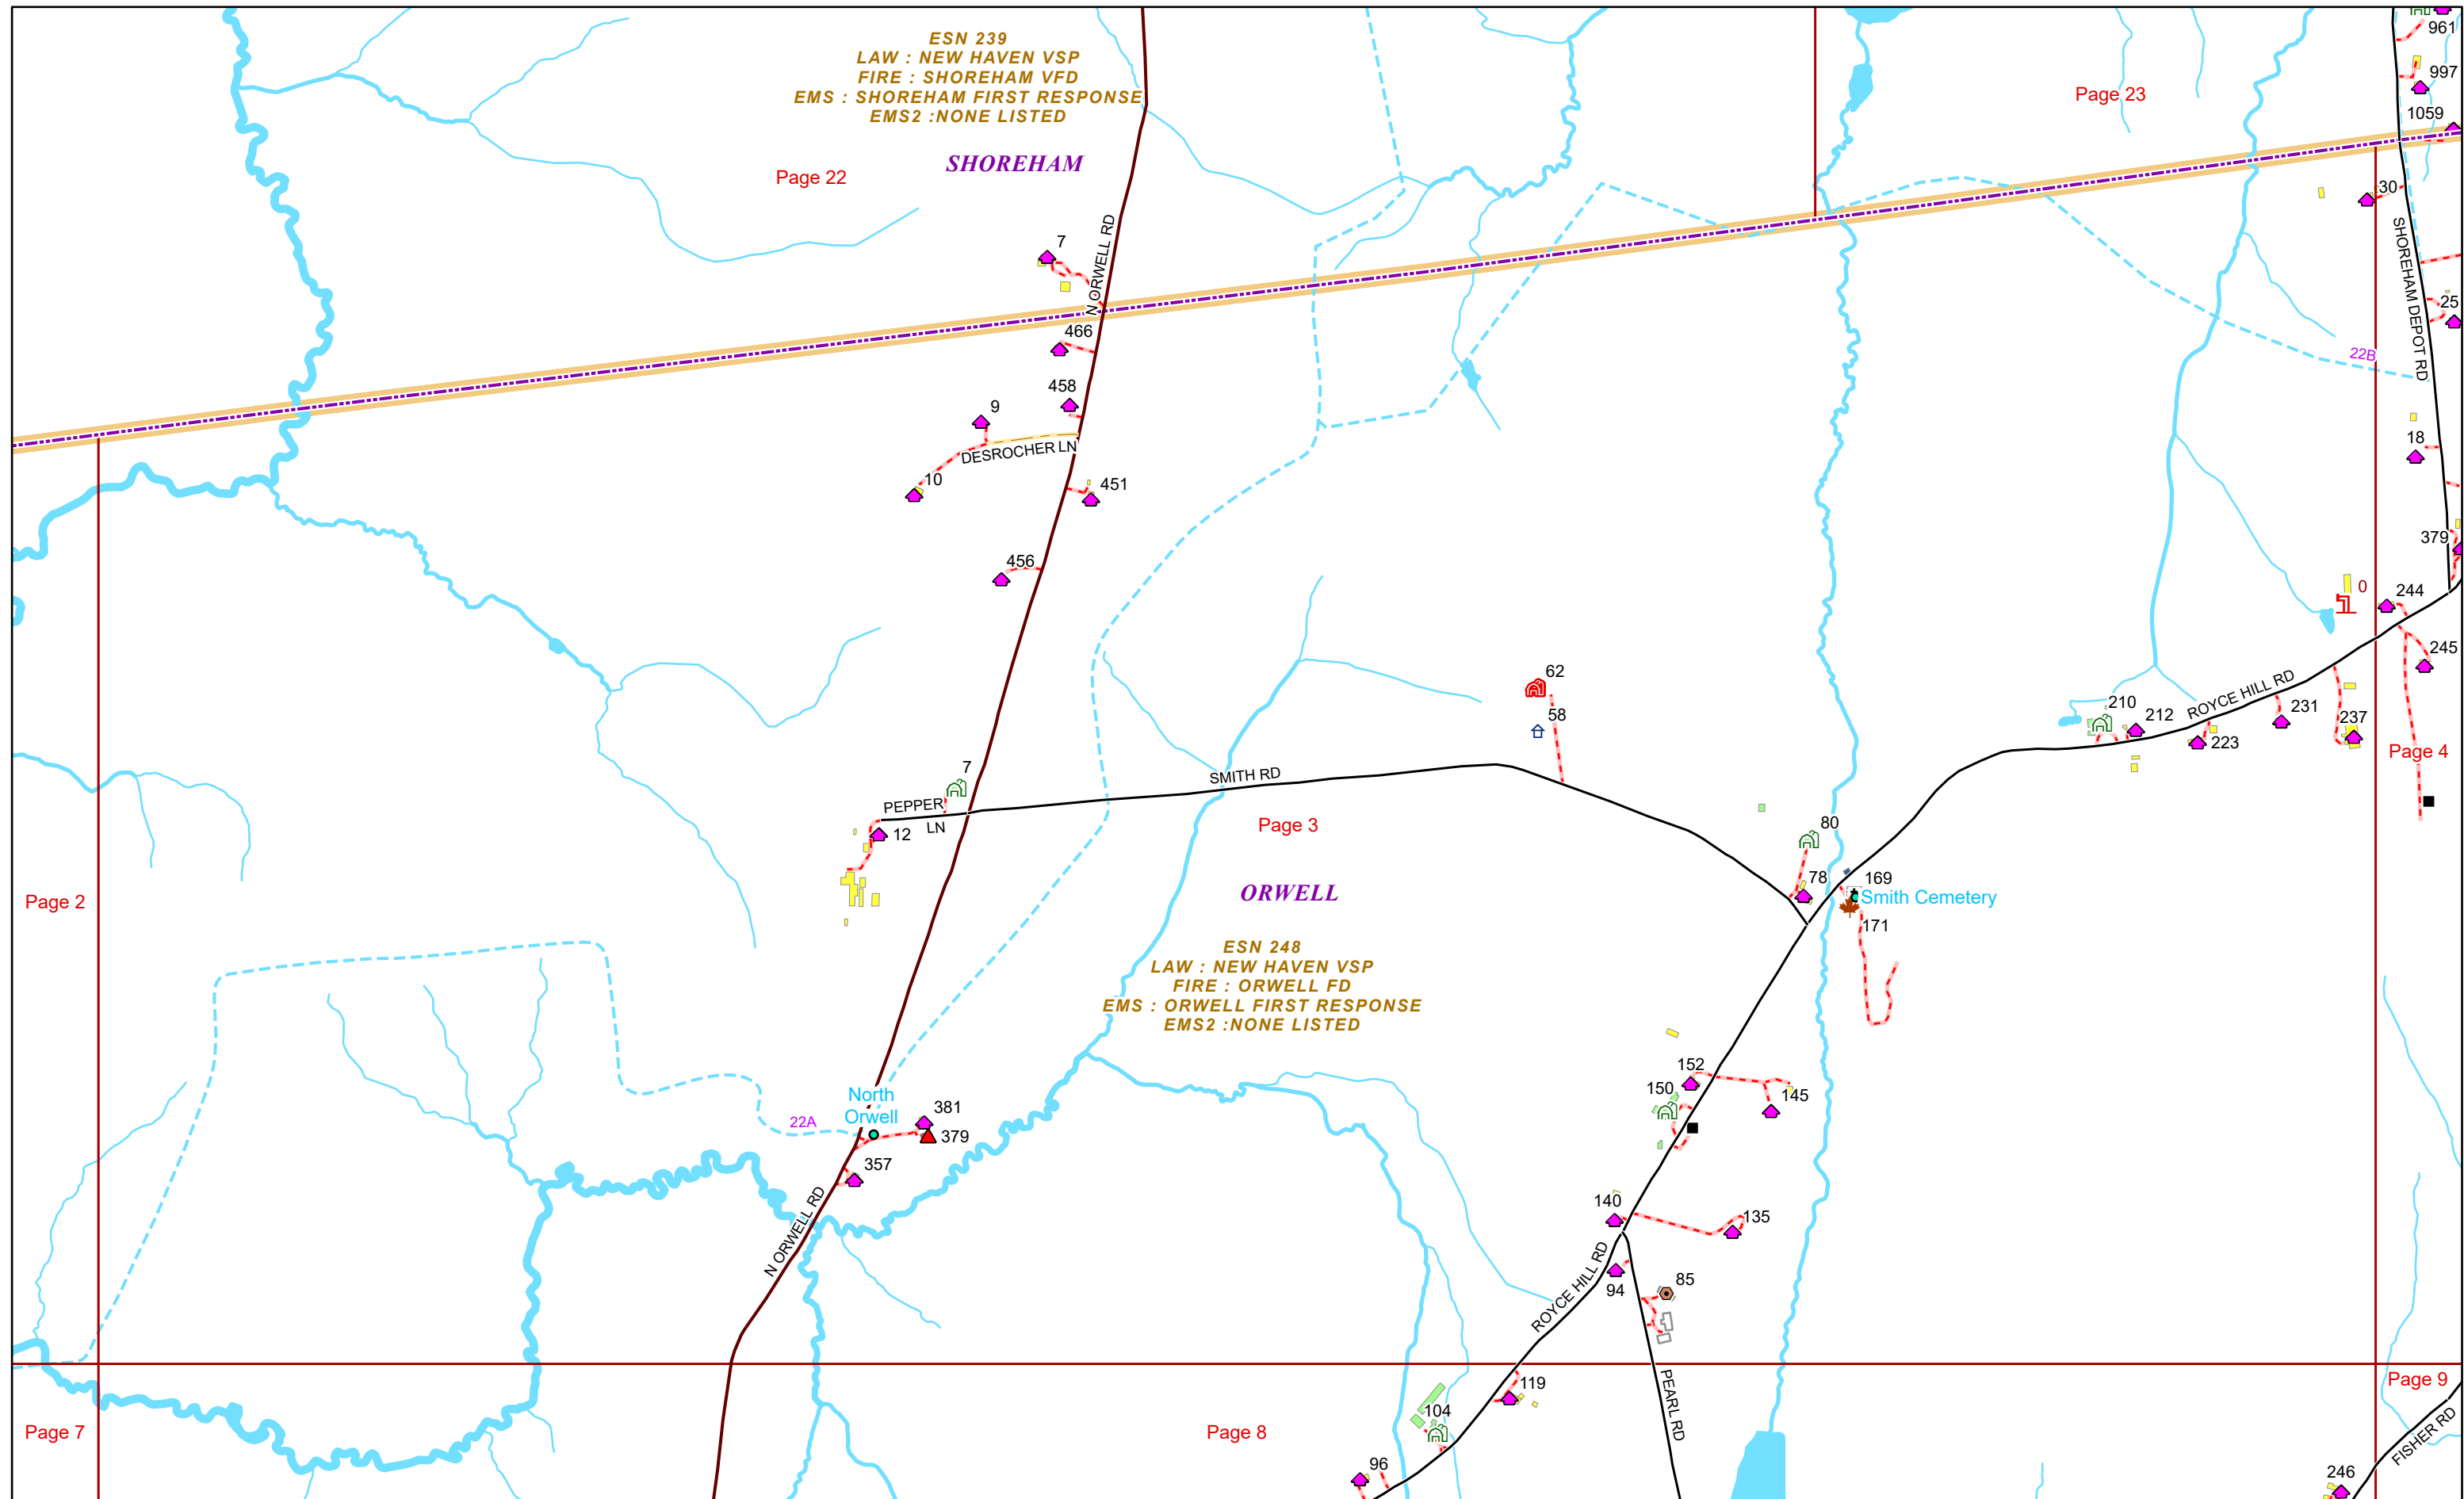 ESN 239
LAW : NEW HAVEN VSP
FIRE : SHOREHAM VFD
EMS : SHOREHAM FIRST RESPONSE
EMS2 :NONE LISTED
961
997
Page 23
1059
SHOREHAM
Page 22
30
7
N ORWELL RD
SHOREHAM DEPOT RD
25
466
22B
458
9
DESROCHER LN
18
10
451
379
456
0
244
245
62
58
210
212
ROYCE HILL RD
231
237
223
Page 4
7
SMITH RD
PEPPER
LN
12
Page 3
80
78
169
Smith Cemetery
171
Page 2
ORWELL
ESN 248
LAW : NEW HAVEN VSP
FIRE : ORWELL FD
EMS : ORWELL FIRST RESPONSE
EMS2 :NONE LISTED
152
150
145
North
Orwell
381
22A
379
357
140
135
N ORWELL RD
ROYCE HILL RD
94
85
PEARL RD
119
Page 9
104
Page 7
Page 8
FISHER RD
96
246